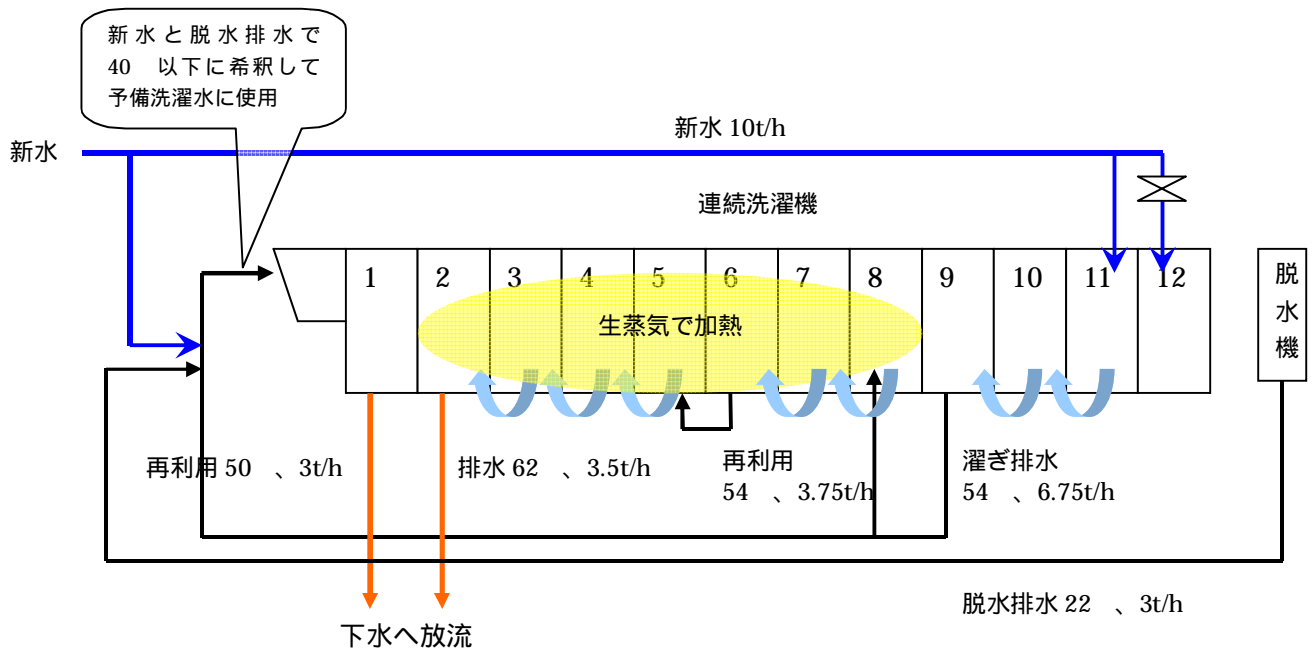 新水と脱水排水で
40 以下に希釈して
予備洗濯水に使用
新水 10t/h
新水
連続洗濯機
1 2 3 4 5 6 7 8 9 10 11 12
脱水機
生蒸気で加熱
再利用 50 、3t/h
排水 62 、3.5t/h
再利用
54 、3.75t/h
濯ぎ排水
54 、6.75t/h
脱水排水 22 、3t/h
下水へ放流